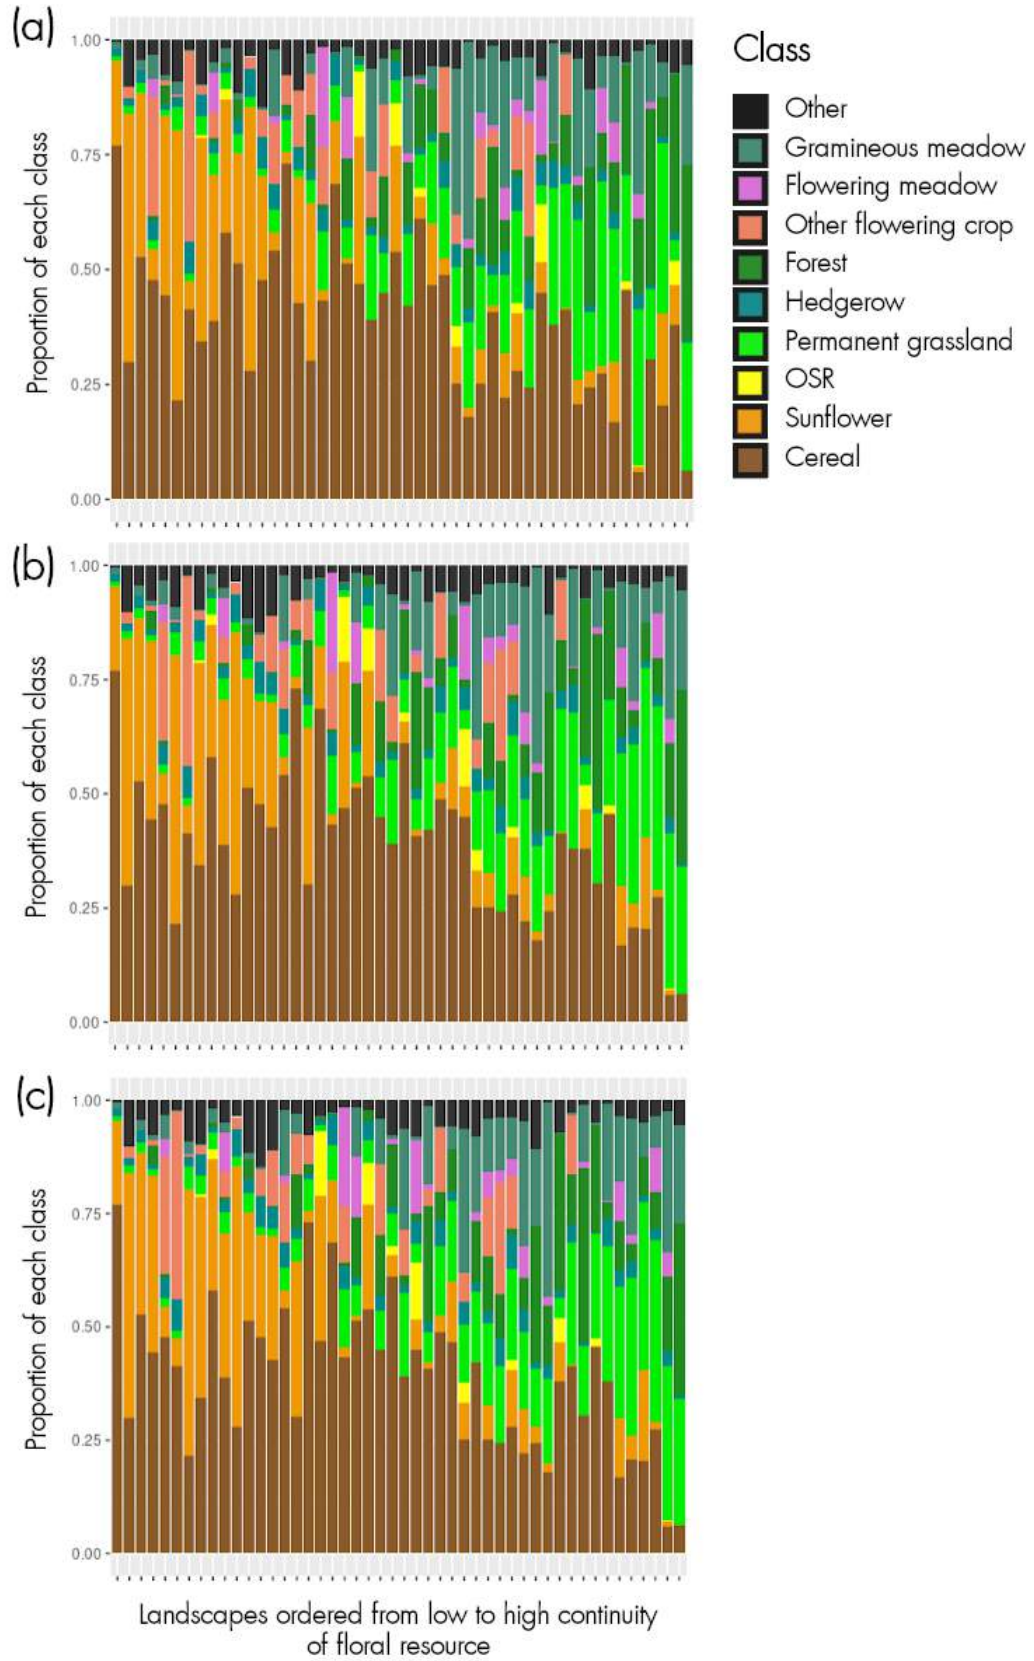 (a)
1.00
0.75
0.50
0.25
0.00
Proportion of each class
Class
Other
Gramineous meadow
Flowering meadow
Other flowering crop
Forest
Hedgerow
Permanent grassland
OSR
Sunflower
Cereal
(b)
1.00
0.75
0.50
0.25
0.00
Proportion of each class
(c)
1.00
0.75
0.50
0.25
0.00
Proportion of each class
Landscapes ordered from low to high continuity
of floral resource